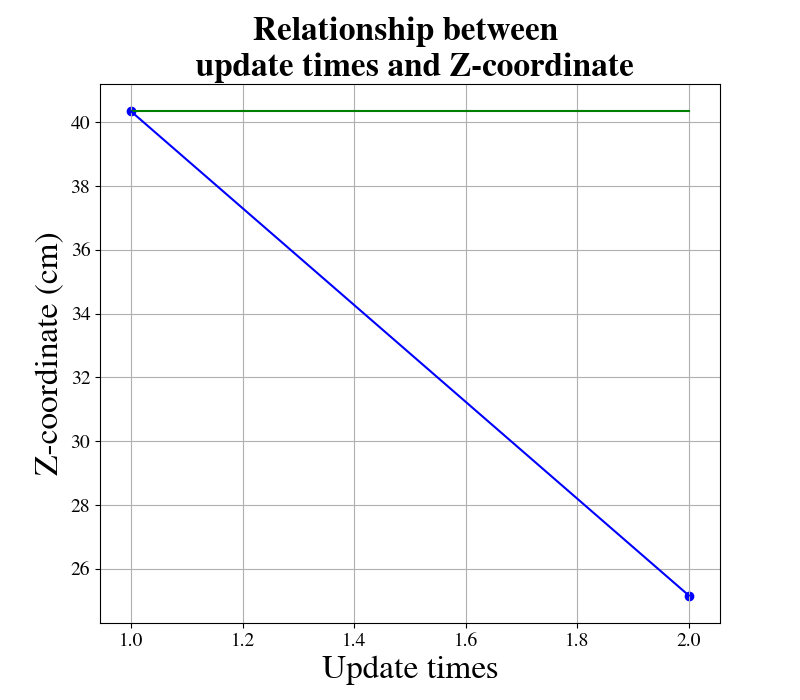 Relationship between
update times and Z-coordinate
Z-coordinate (cm)
40
38
36
34
32
30
28
26
1.0 1.2 1.4 1.6 1.8 2.0
Update times